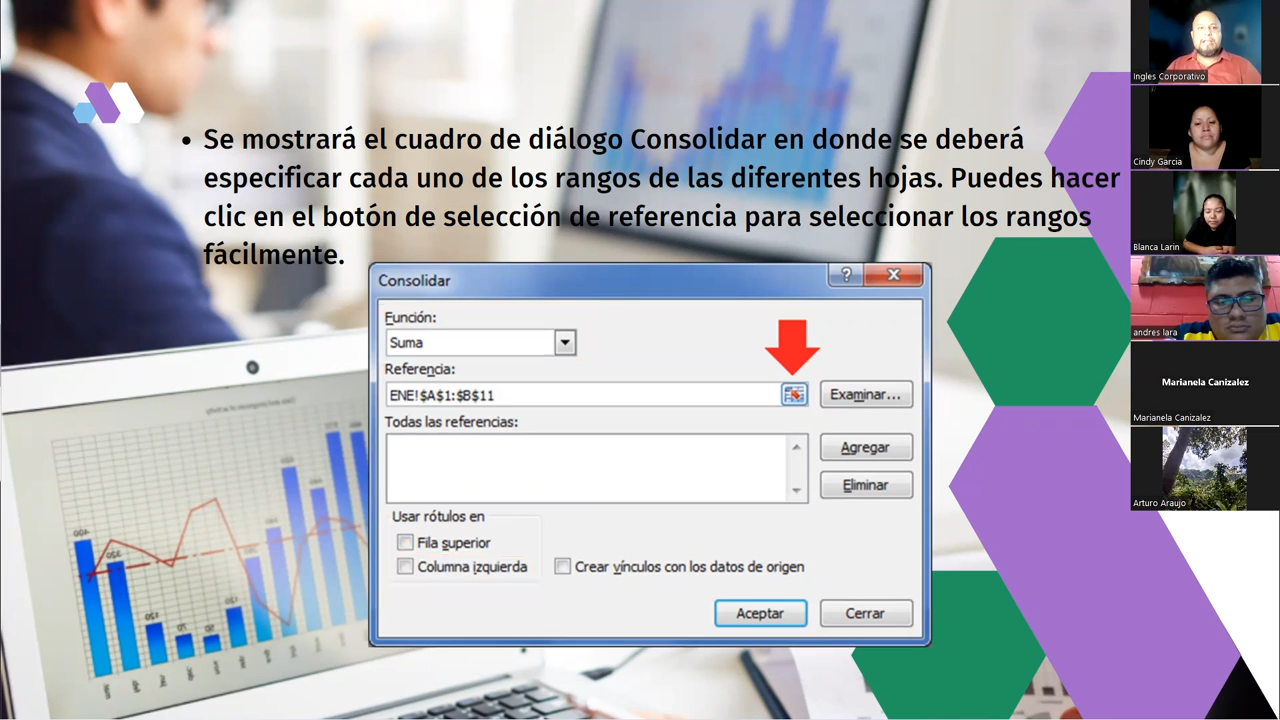 • Se mostrará el cuadro de diálogo Consolidar en donde se deberá
especificar cada uno de los rangos de las diferentes hojas. Puedes hacer
clic en el botón de selección de referencia para seleccionar los rangos
fácilmente.
Consolidar
Función:
Suma
Referencia:
ENE!$A$1:$B$11
Examinar...
Todas las referencias:
Agregar
Eliminar
Usar rótulos en
Fila superior
Columna izquierda
Crear vínculos con los datos de origen
Aceptar
Cerrar
Ingles Corporativo
Cindy Garcia
Blanca Larin
andres lara
Marianela Canizalez
Marianela Canizalez
Arturo Araujo